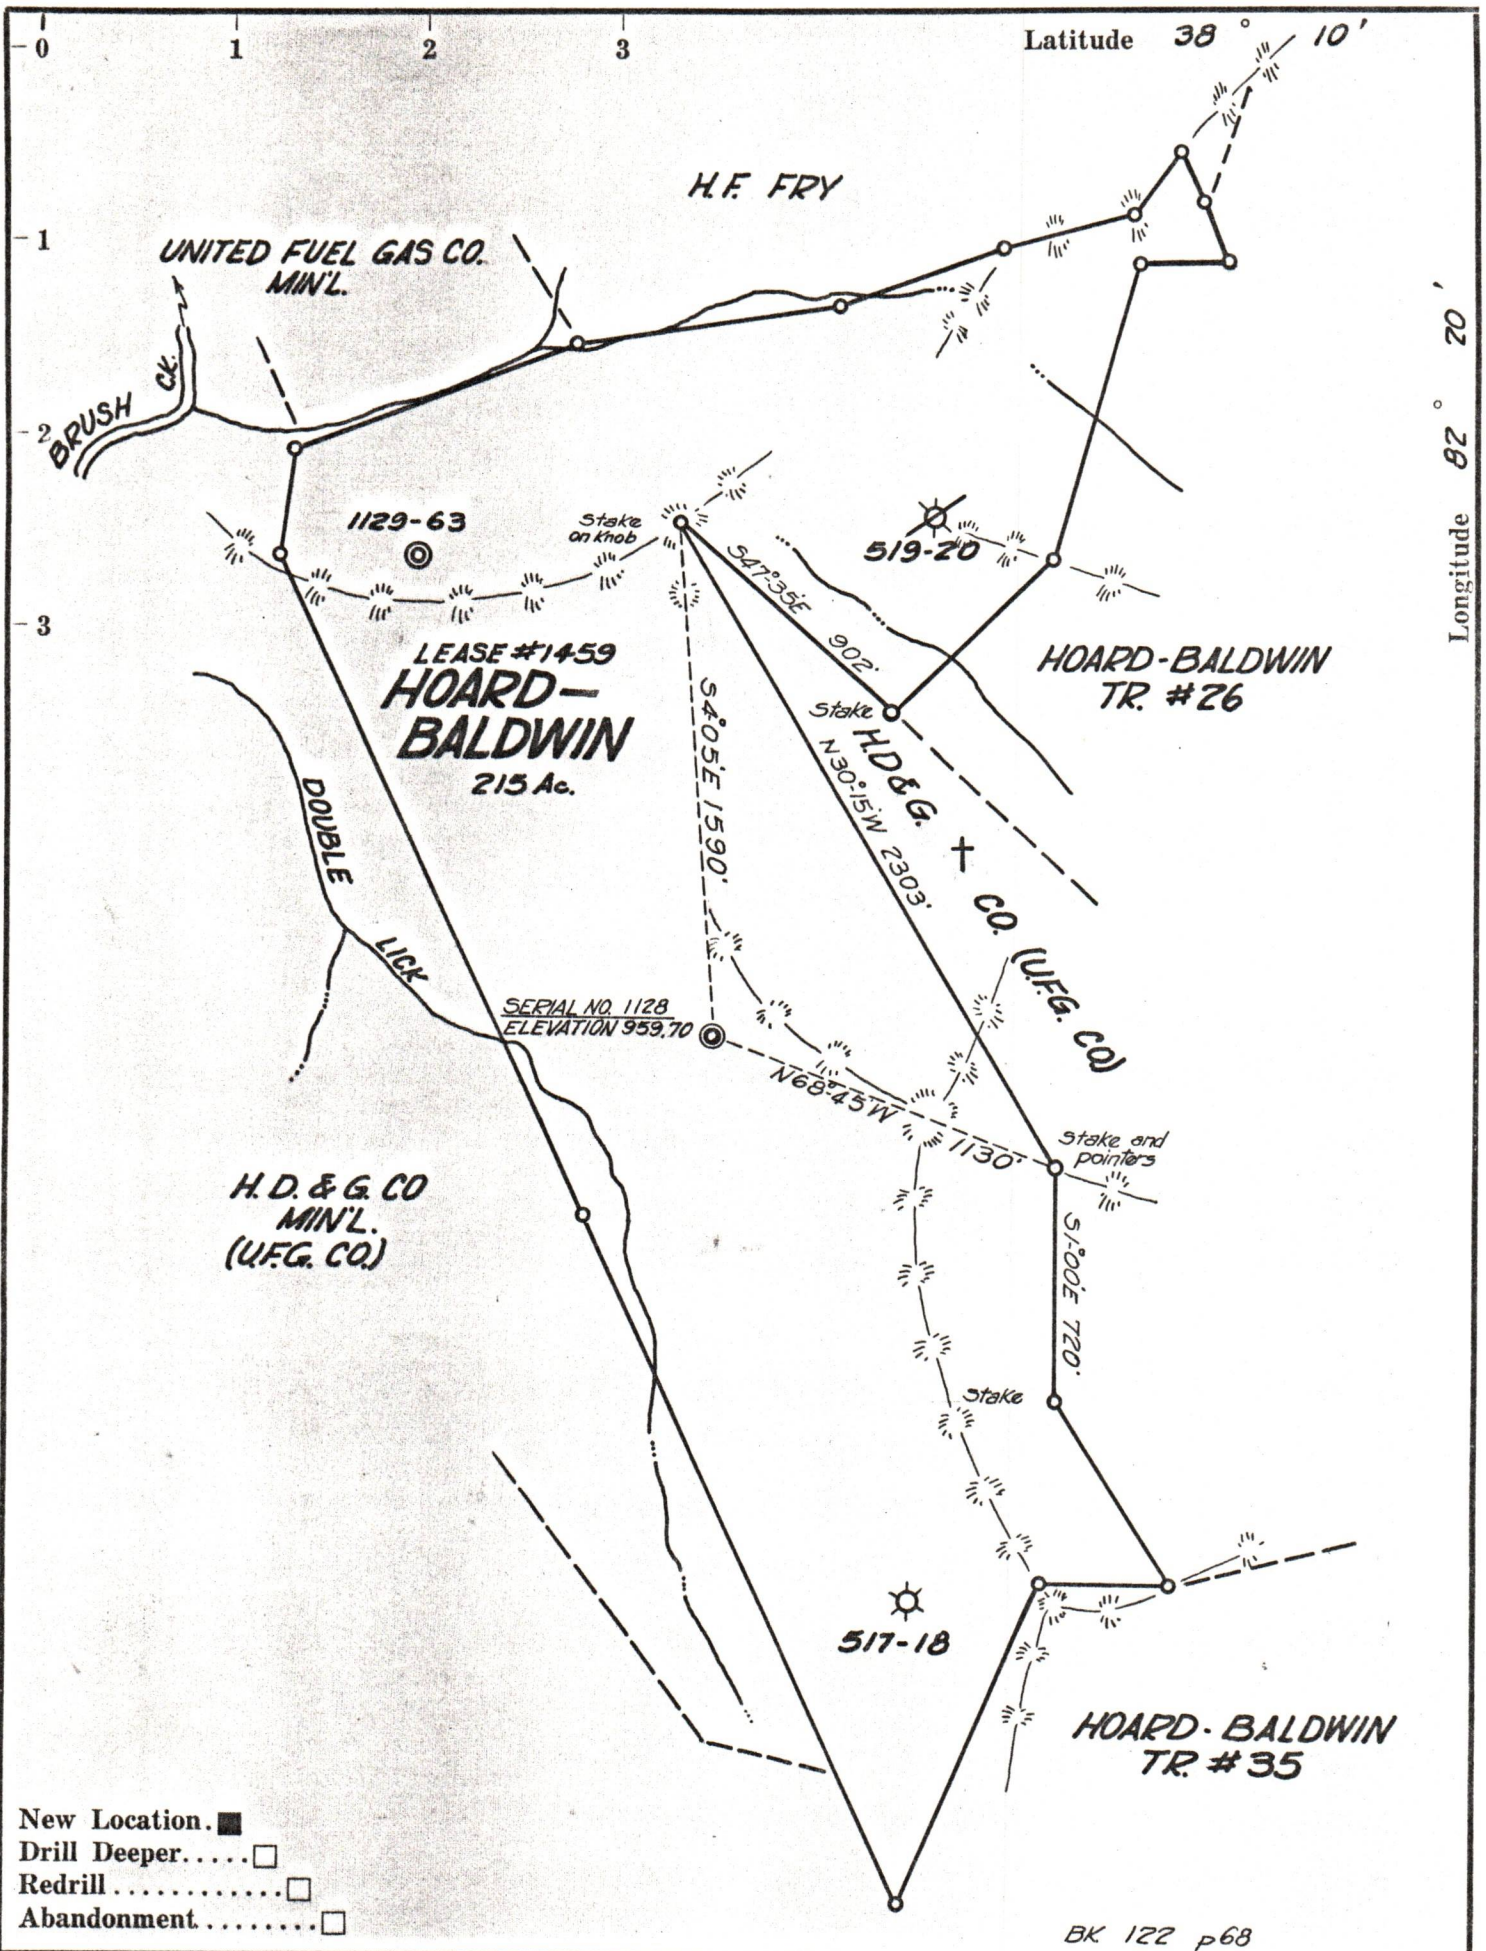 0
1
2
3
Latitude 38° 10'
H.F. FRY
1
UNITED FUEL GAS CO.
MIN'L.
Longitude 82° 20'
BRUSH CK.
2
1129-63
Stake
on Knob
519-20
3
S47°35'E 902'
LEASE #1459
HOARD-
BALDWIN
215 Ac.
HOARD-BALDWIN
TR. #26
Stake
S4°05'E 1590'
N30°15'W 2303'
H.D.& G. CO. (U.F.G. CO)
DOUBLE LICK
SERIAL NO. 1128
ELEVATION 959.70
N68°45'W 1130'
Stake and
pointers
H.D. & G. CO
MIN'L.
(U.F.G. CO.)
S1°00'E 720'
Stake
517-18
HOARD-BALDWIN
TR. #35
New Location. ■
Drill Deeper..... □
Redrill ............ □
Abandonment......... □
BK 122 p68